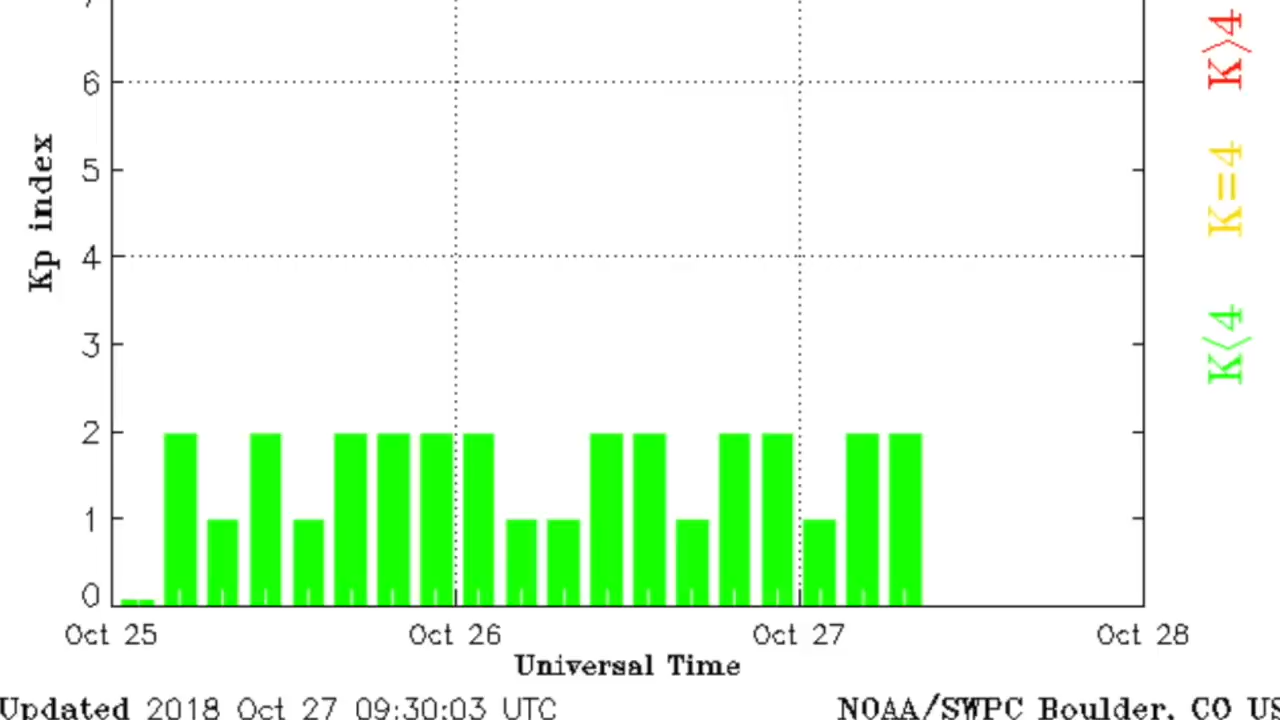 7
6
5
4
3
2
1
0
Kp index
Oct 25 Oct 26 Oct 27 Oct 28
Universal Time
K>4
K=4
K<4
Updated 2018 Oct 27 09:30:03 UTC
NOAA/SWPC Boulder, CO US